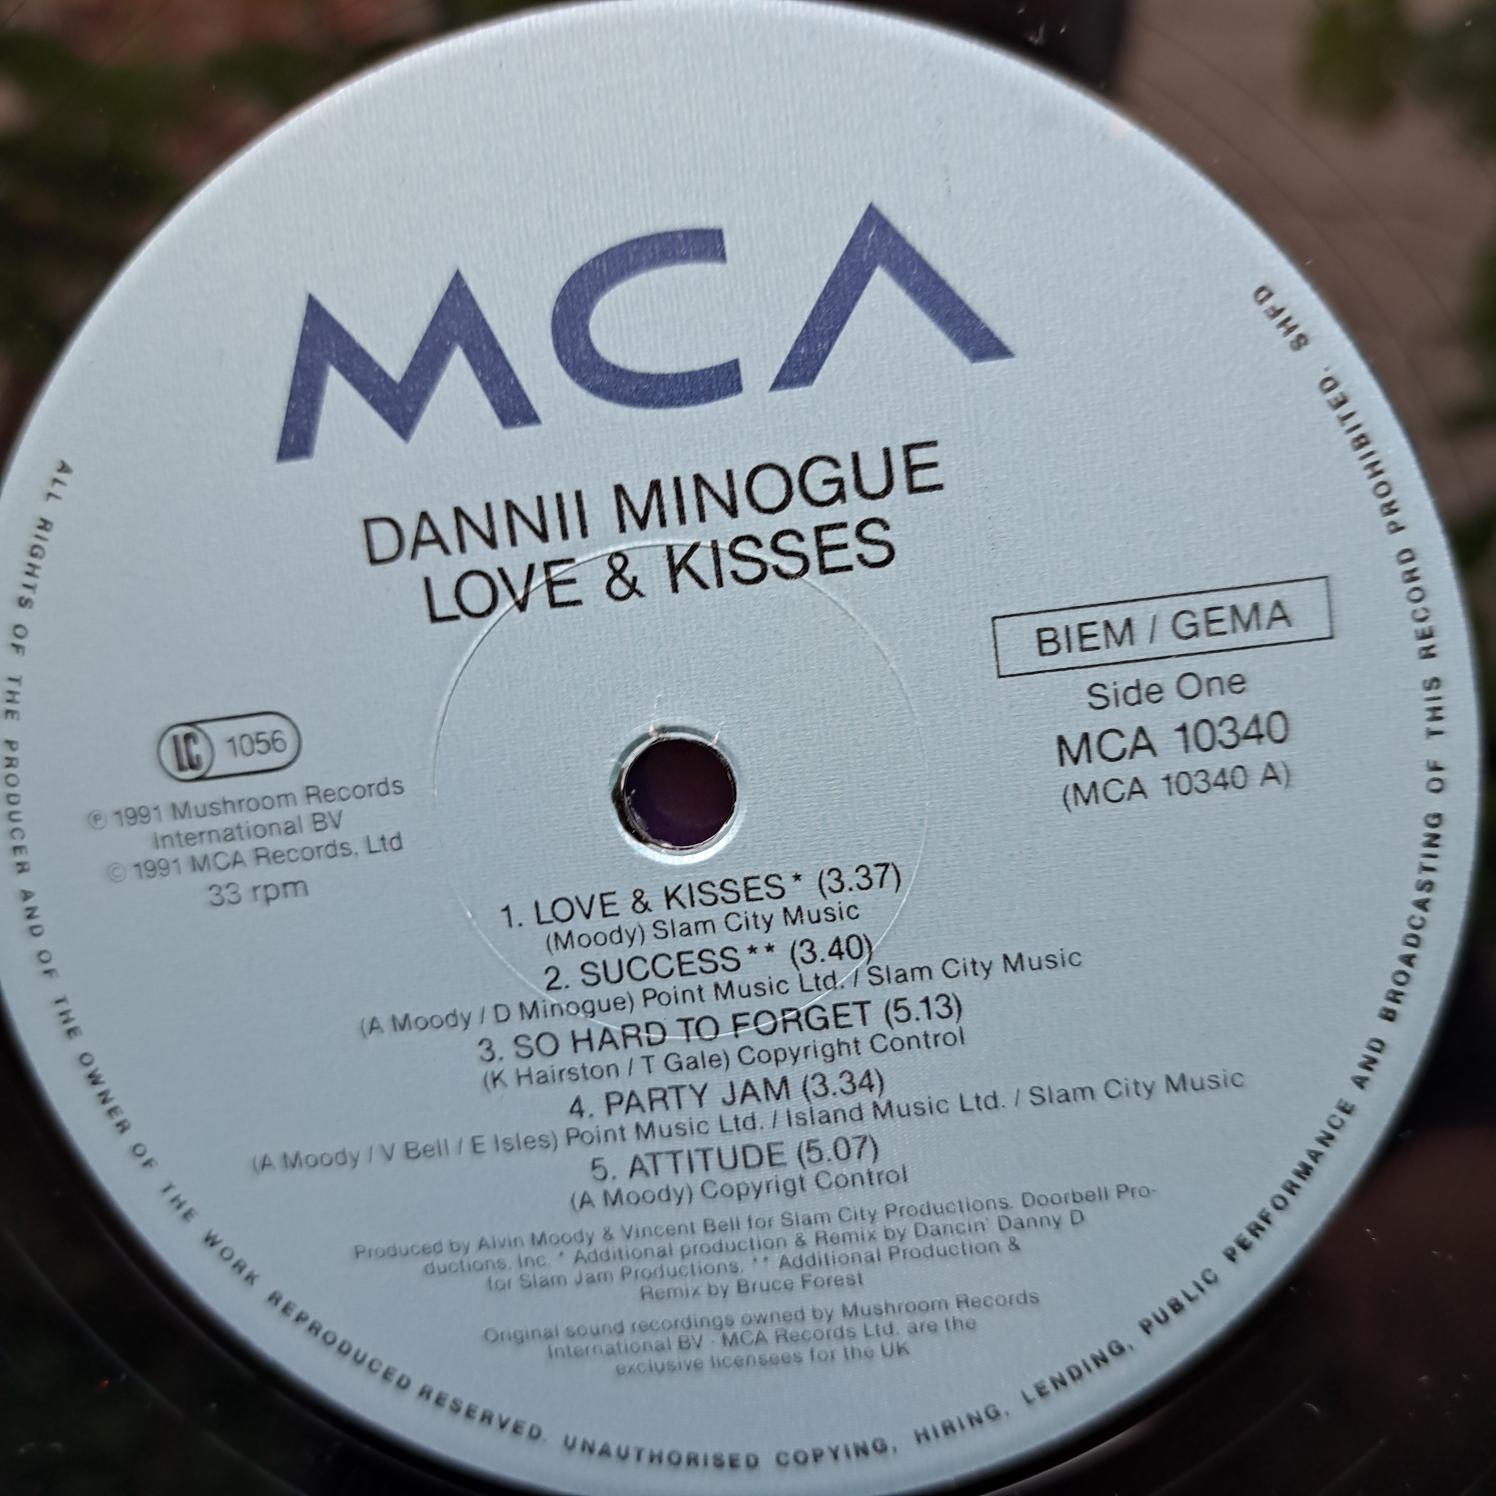 MCA
DANNII MINOGUE
LOVE & KISSES
BIEM / GEMA
Side One
MCA 10340
(MCA 10340 A)
LC 1056
℗ 1991 Mushroom Records
International BV
© 1991 MCA Records, Ltd
33 rpm
1. LOVE & KISSES* (3.37)
(Moody) Slam City Music
2. SUCCESS** (3.40)
(A Moody / D Minogue) Point Music Ltd. / Slam City Music
3. SO HARD TO FORGET (5.13)
(K Hairston / T Gale) Copyright Control
4. PARTY JAM (3.34)
(A Moody / V Bell / E Isles) Point Music Ltd. / Island Music Ltd. / Slam City Music
5. ATTITUDE (5.07)
(A Moody) Copyrigt Control
Produced by Alvin Moody & Vincent Bell for Slam City Productions. Doorbell Pro-
ductions. Inc. * Additional production & Remix by Dancin' Danny D
for Slam Jam Productions. ** Additional Production &
Remix by Bruce Forest
Original sound recordings owned by Mushroom Records
International BV · MCA Records Ltd. are the
exclusive licensees for the UK
ALL RIGHTS OF THE PRODUCER AND OF THE OWNER OF THE WORK REPRODUCED RESERVED. UNAUTHORISED COPYING, HIRING, LENDING, PUBLIC PERFORMANCE AND BROADCASTING OF THIS RECORD PROHIBITED. SHFD